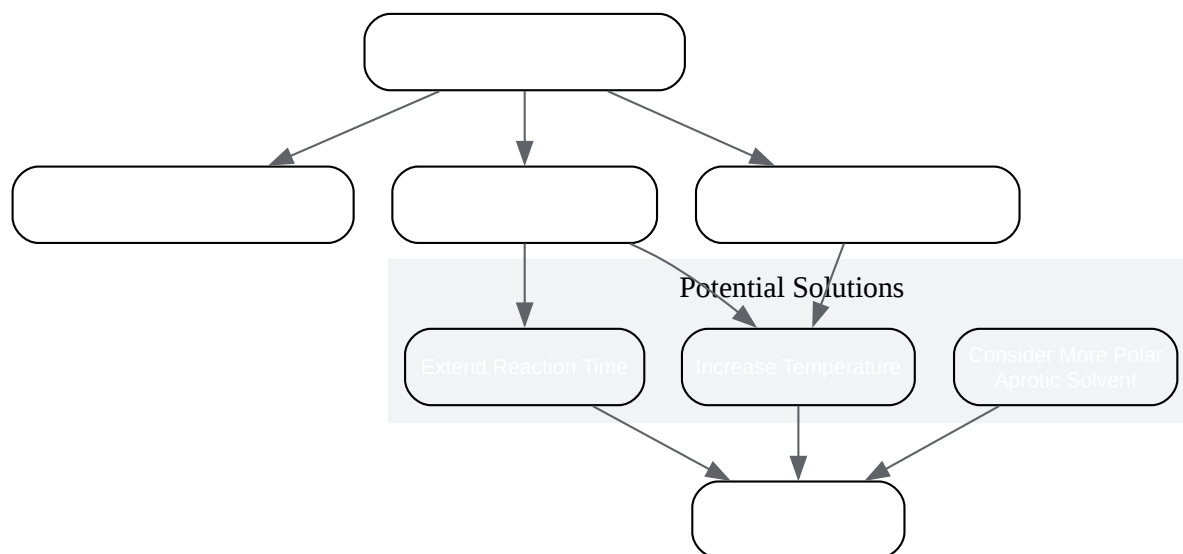 Potential Solutions
Extend Reaction Time
Increase Temperature
Consider More Polar
Aprotic Solvent